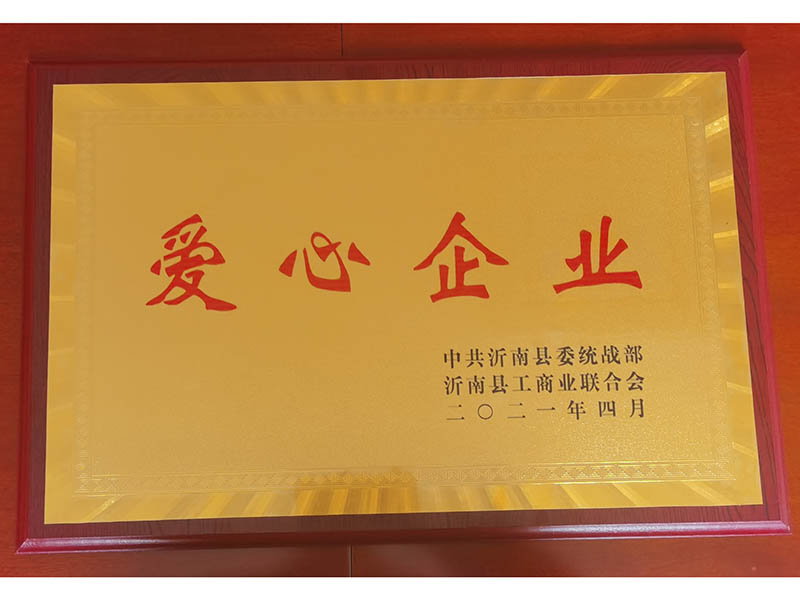 爱心企业
中共沂南县委统战部
沂南县工商业联合会
二〇二一年四月